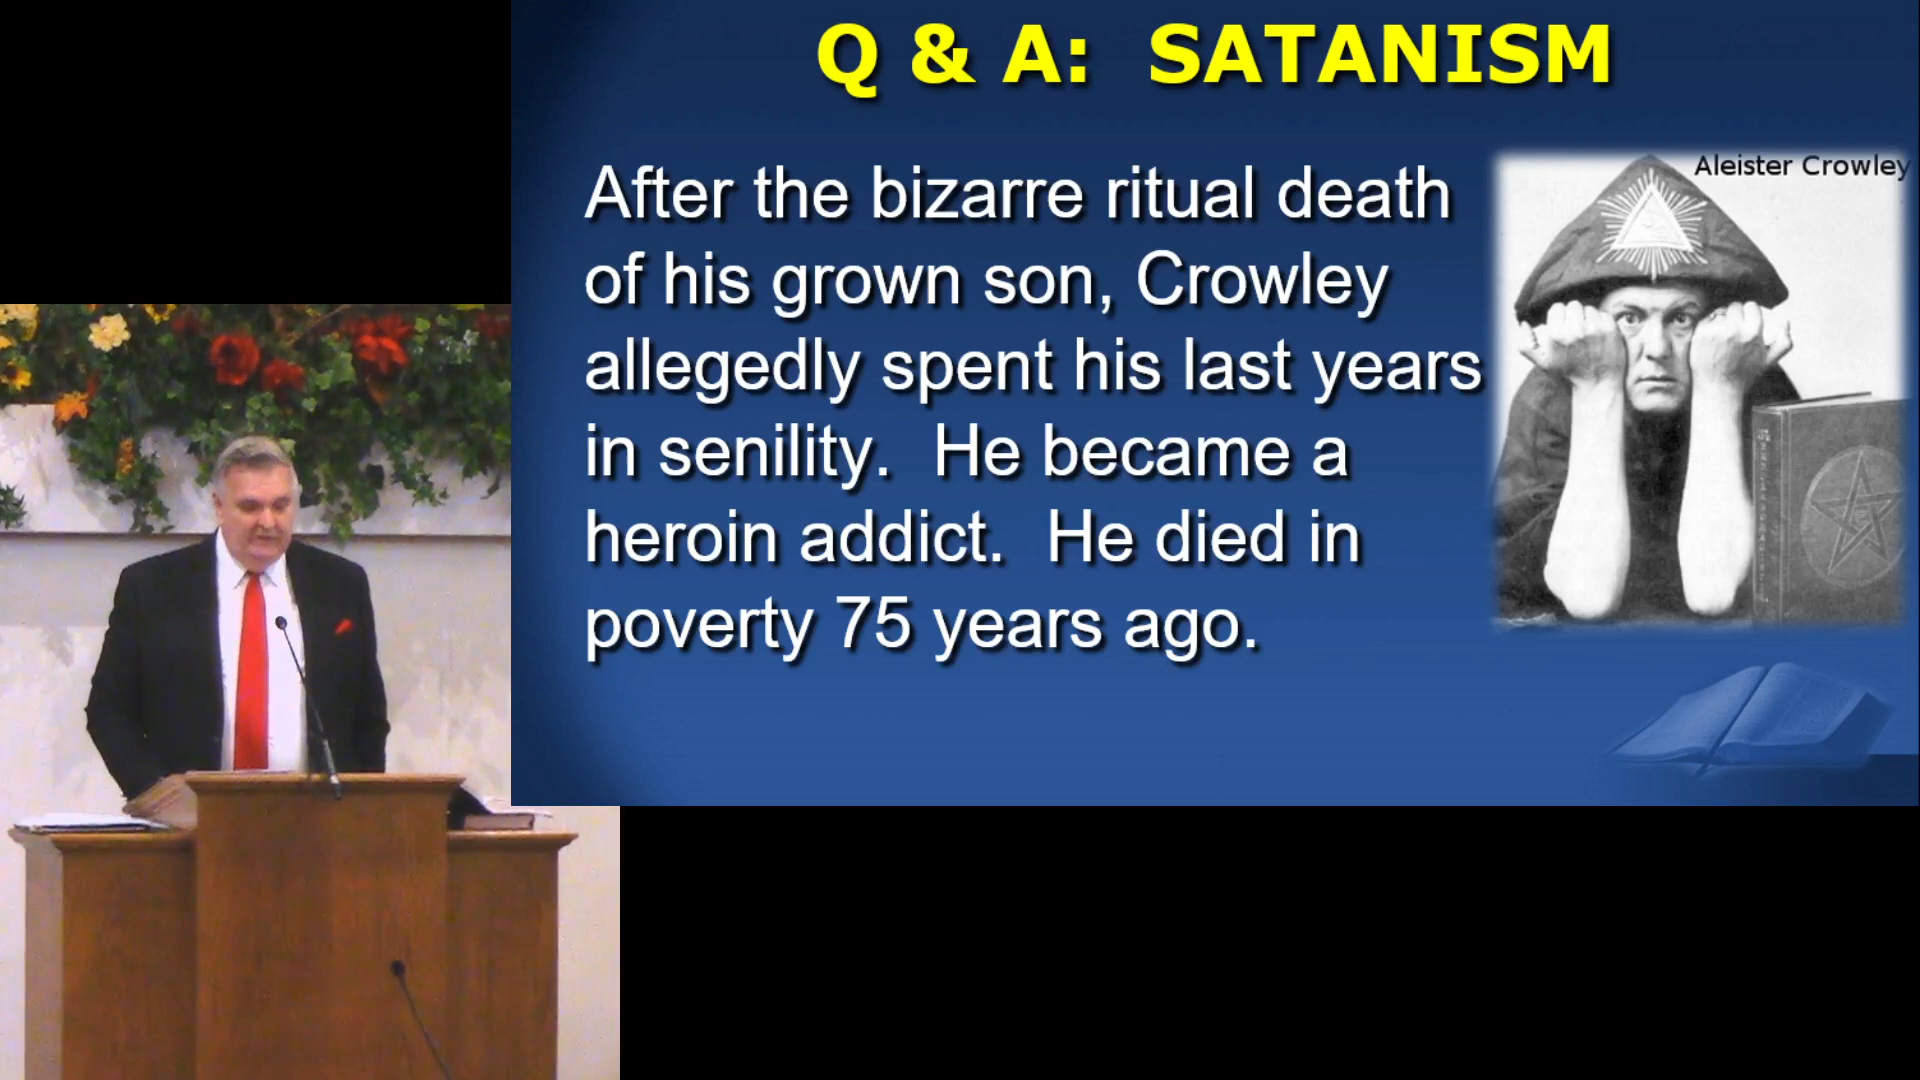 Q & A: SATANISM
Aleister Crowley
After the bizarre ritual death
of his grown son, Crowley
allegedly spent his last years
in senility. He became a
heroin addict. He died in
poverty 75 years ago.